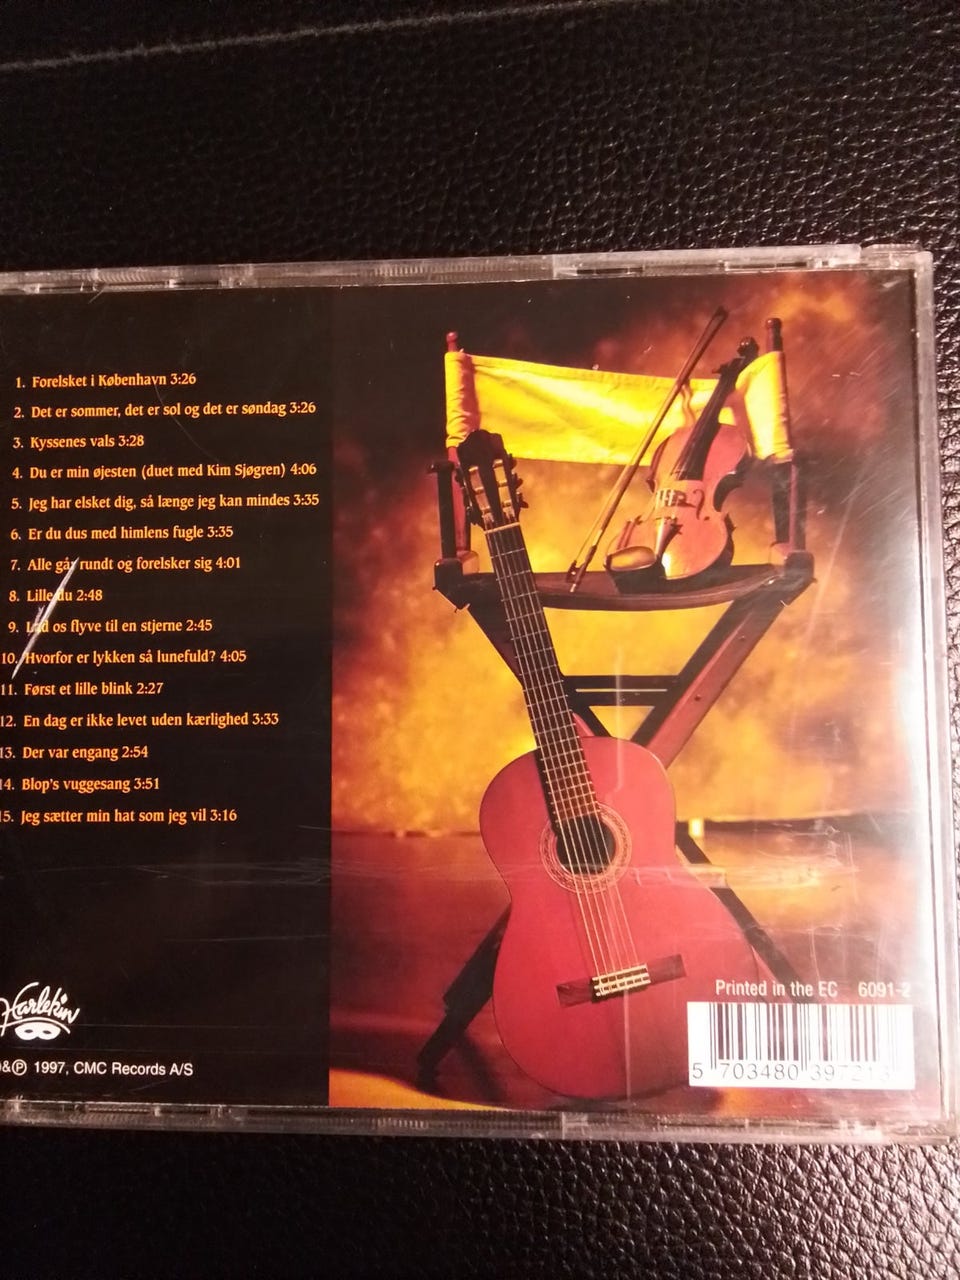 1. Forelsket i København 3:26
2. Det er sommer, det er sol og det er søndag 3:26
3. Kyssenes vals 3:28
4. Du er min øjesten (duet med Kim Sjøgren) 4:06
5. Jeg har elsket dig, så længe jeg kan mindes 3:35
6. Er du dus med himlens fugle 3:35
7. Alle går rundt og forelsker sig 4:01
8. Lille du 2:48
9. Lad os flyve til en stjerne 2:45
10. Hvorfor er lykken så lunefuld? 4:05
11. Først et lille blink 2:27
12. En dag er ikke levet uden kærlighed 3:33
13. Der var engang 2:54
14. Blop's vuggesang 3:51
15. Jeg sætter min hat som jeg vil 3:16
Harlekin
&℗ 1997, CMC Records A/S
Printed in the EC 6091-2
5 703480 397213